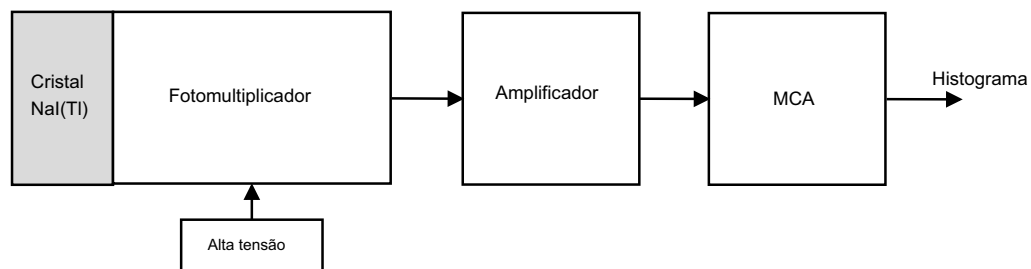 Cristal
NaI(Tl)
Fotomultiplicador
Amplificador
MCA
Histograma
Alta tensão